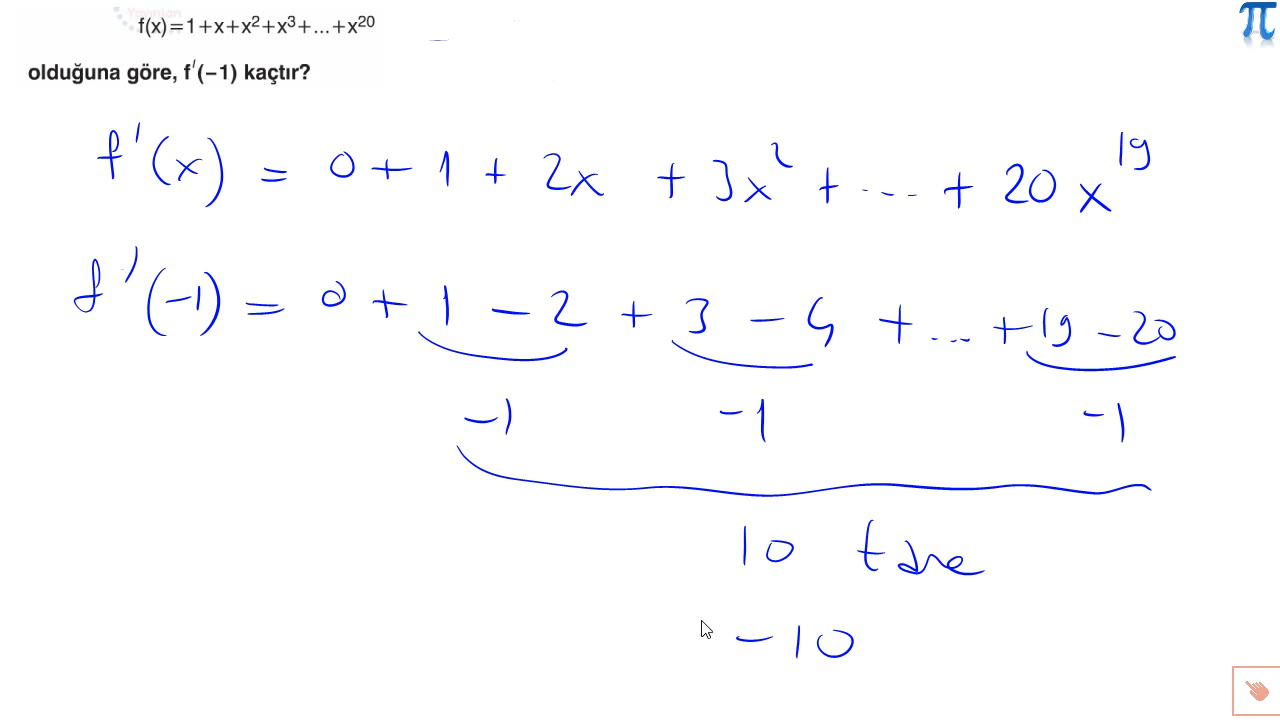 Yayınları
f(x)=1+x+x²+x³+...+x²⁰
olduğuna göre, f′(−1) kaçtır?
f'(x) = 0 + 1 + 2x + 3x² + ... + 20x¹⁹
f'(-1) = 0 + 1 - 2 + 3 - 4 + ... + 19 - 20
-1 -1 -1
10 tane
-10